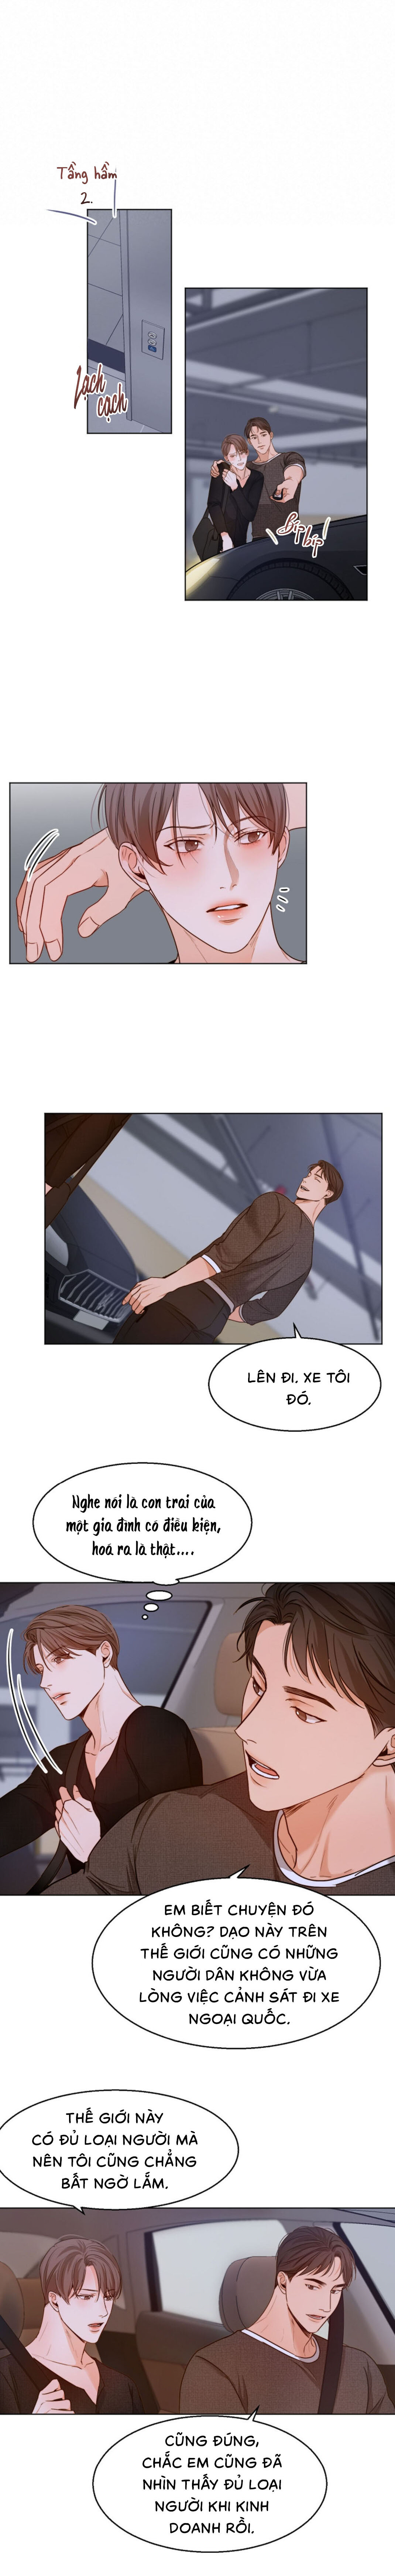 Tầng hầm
2.
Lạch
cạch
Bíp
bíp
LÊN ĐI. XE TÔI
ĐÓ.
Nghe nói là con trai của
một gia đình có điều kiện,
hoá ra là thật....
EM BIẾT CHUYỆN ĐÓ
KHÔNG? DẠO NÀY TRÊN
THẾ GIỚI CŨNG CÓ NHỮNG
NGƯỜI DÂN KHÔNG VỪA
LÒNG VIỆC CẢNH SÁT ĐI XE
NGOẠI QUỐC.
THẾ GIỚI NÀY
CÓ ĐỦ LOẠI NGƯỜI MÀ
NÊN TÔI CŨNG CHẲNG
BẤT NGỜ LẮM.
CŨNG ĐÚNG,
CHẮC EM CŨNG ĐÃ
NHÌN THẤY ĐỦ LOẠI
NGƯỜI KHI KINH
DOANH RỒI.